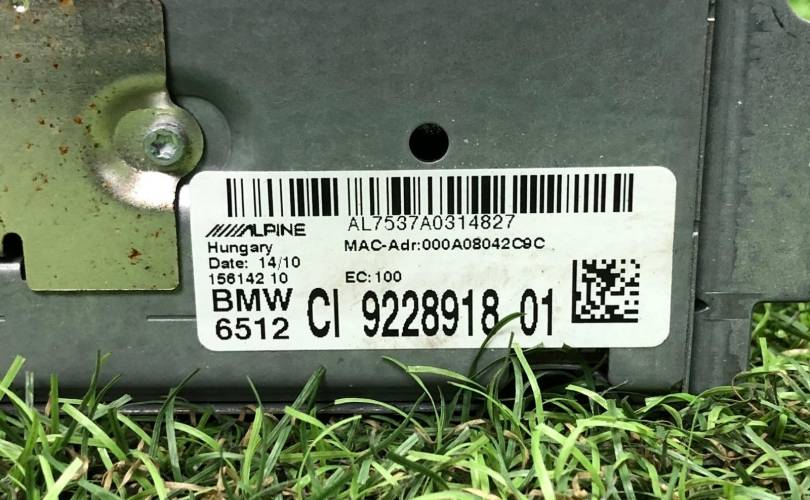 AL7537A0314827
ALPINE
Hungary
MAC-Adr:000A08042C9C
Date: 14/10
156142 10
EC:100
BMW
6512
CI 9228918 01